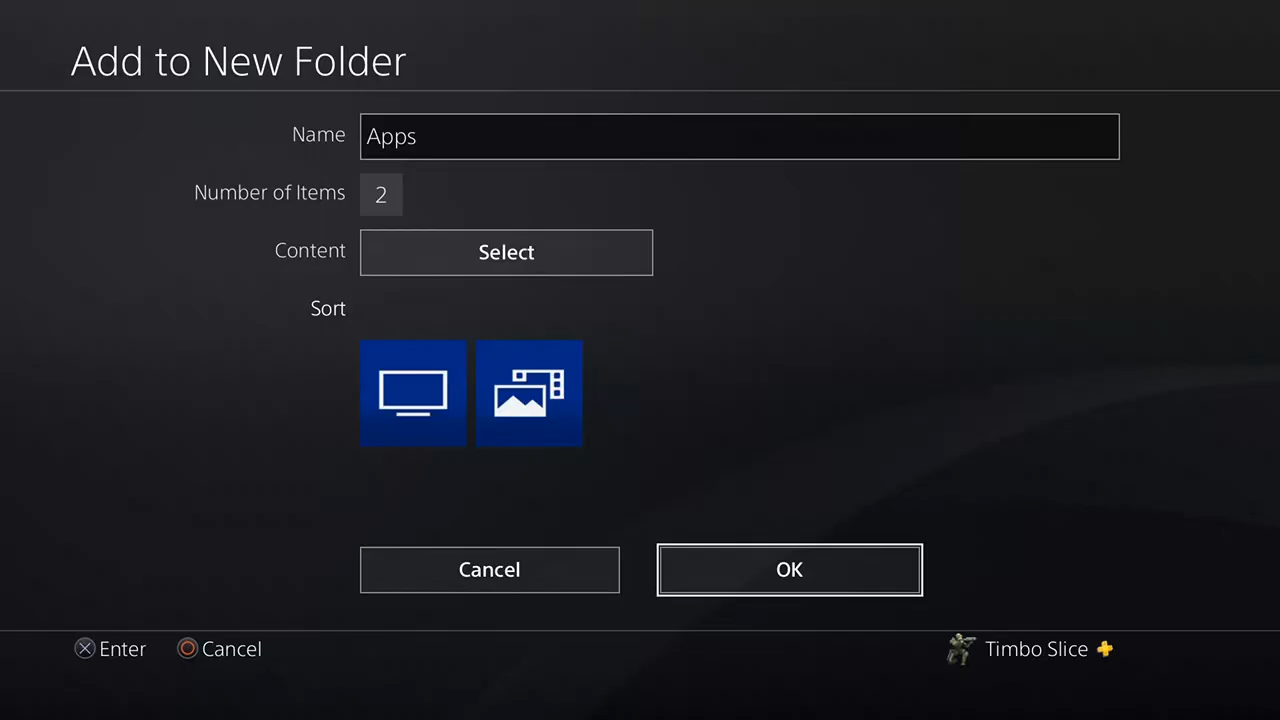 Add to New Folder
Name Apps
Number of Items 2
Content Select
Sort
Cancel OK
Enter Cancel Timbo Slice